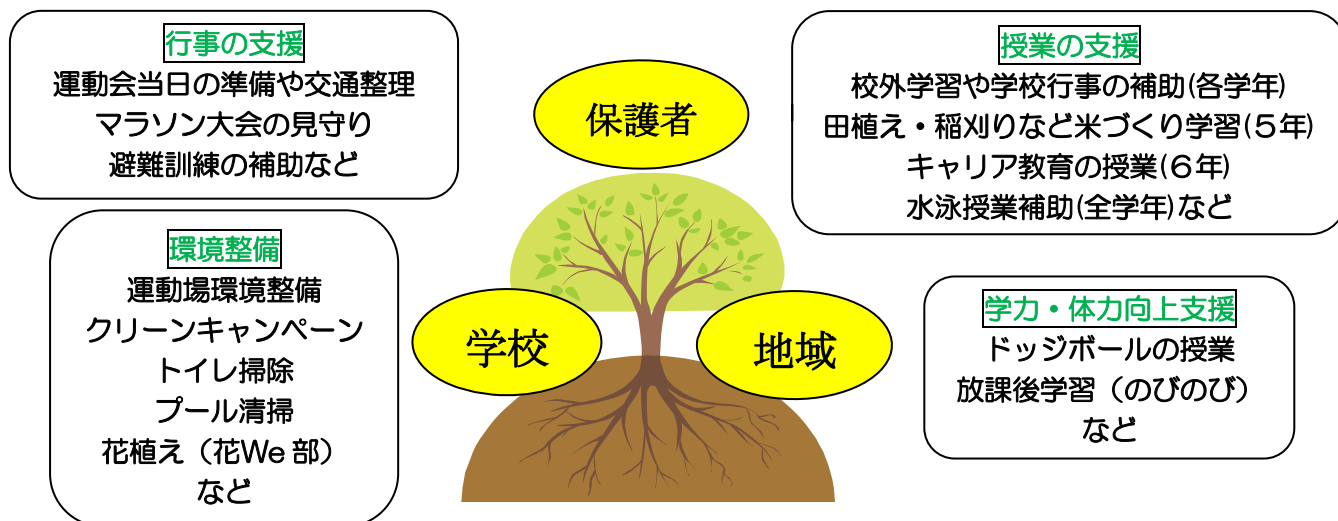 行事の支援
運動会当日の準備や交通整理
マラソン大会の見守り
避難訓練の補助など
環境整備
運動場環境整備
クリーンキャンペーン
トイレ掃除
プール清掃
花植え（花We部）
など
保護者
学校
地域
授業の支援
校外学習や学校行事の補助(各学年)
田植え・稲刈りなど米づくり学習(５年)
キャリア教育の授業(６年)
水泳授業補助(全学年)など
学力・体力向上支援
ドッジボールの授業
放課後学習（のびのび）
など